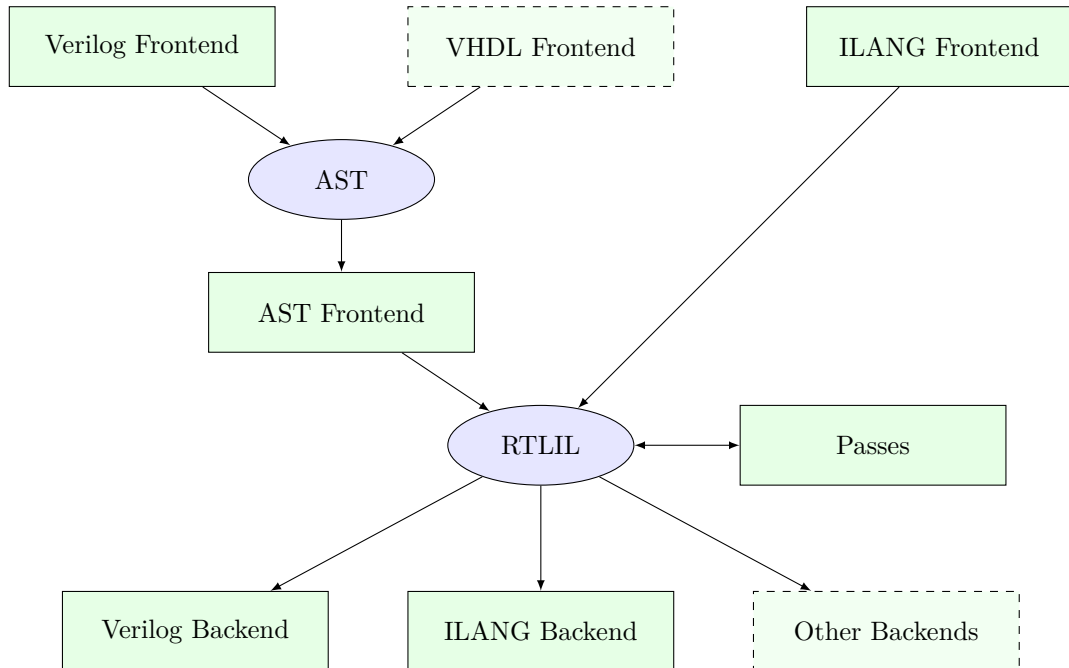 Verilog Frontend
VHDL Frontend
ILANG Frontend
AST
AST Frontend
RTLIL
Passes
Verilog Backend
ILANG Backend
Other Backends